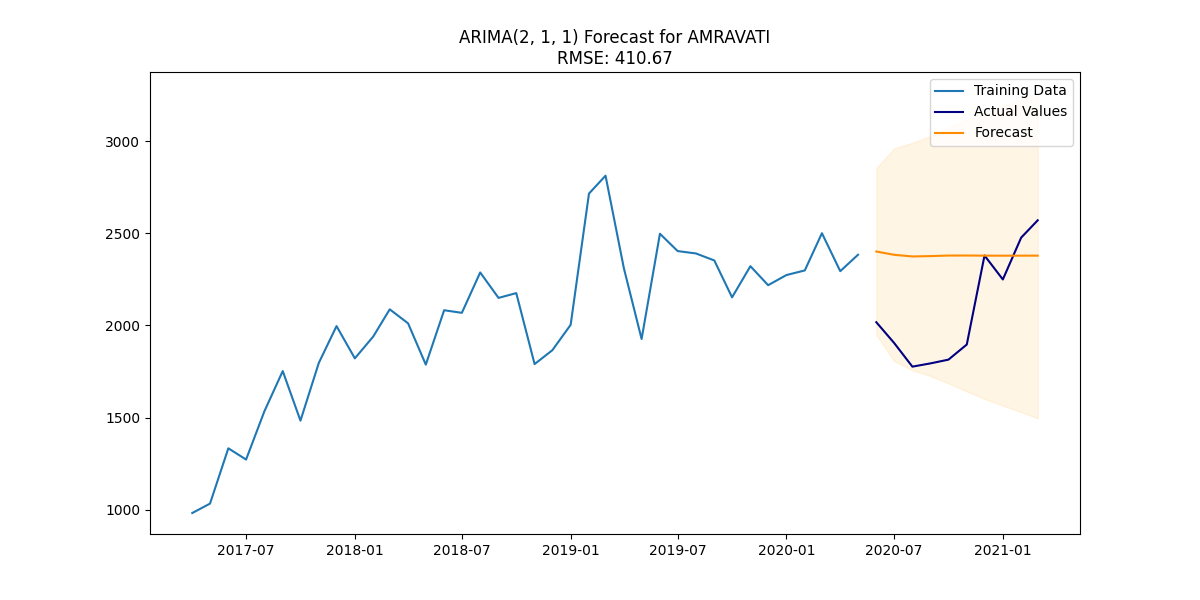 ARIMA(2, 1, 1) Forecast for AMRAVATI
RMSE: 410.67
Training Data
Actual Values
Forecast
3000
2500
2000
1500
1000
2017-07
2018-01
2018-07
2019-01
2019-07
2020-01
2020-07
2021-01